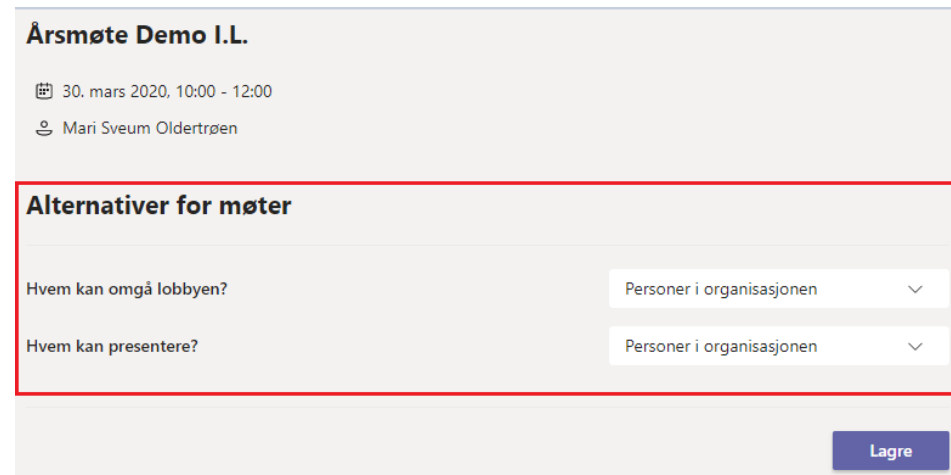 Årsmøte Demo I.L.
30. mars 2020, 10:00 - 12:00
Mari Sveum Oldertrøen
Alternativer for møter
Hvem kan omgå lobbyen? Personer i organisasjonen
Hvem kan presentere? Personer i organisasjonen
Lagre